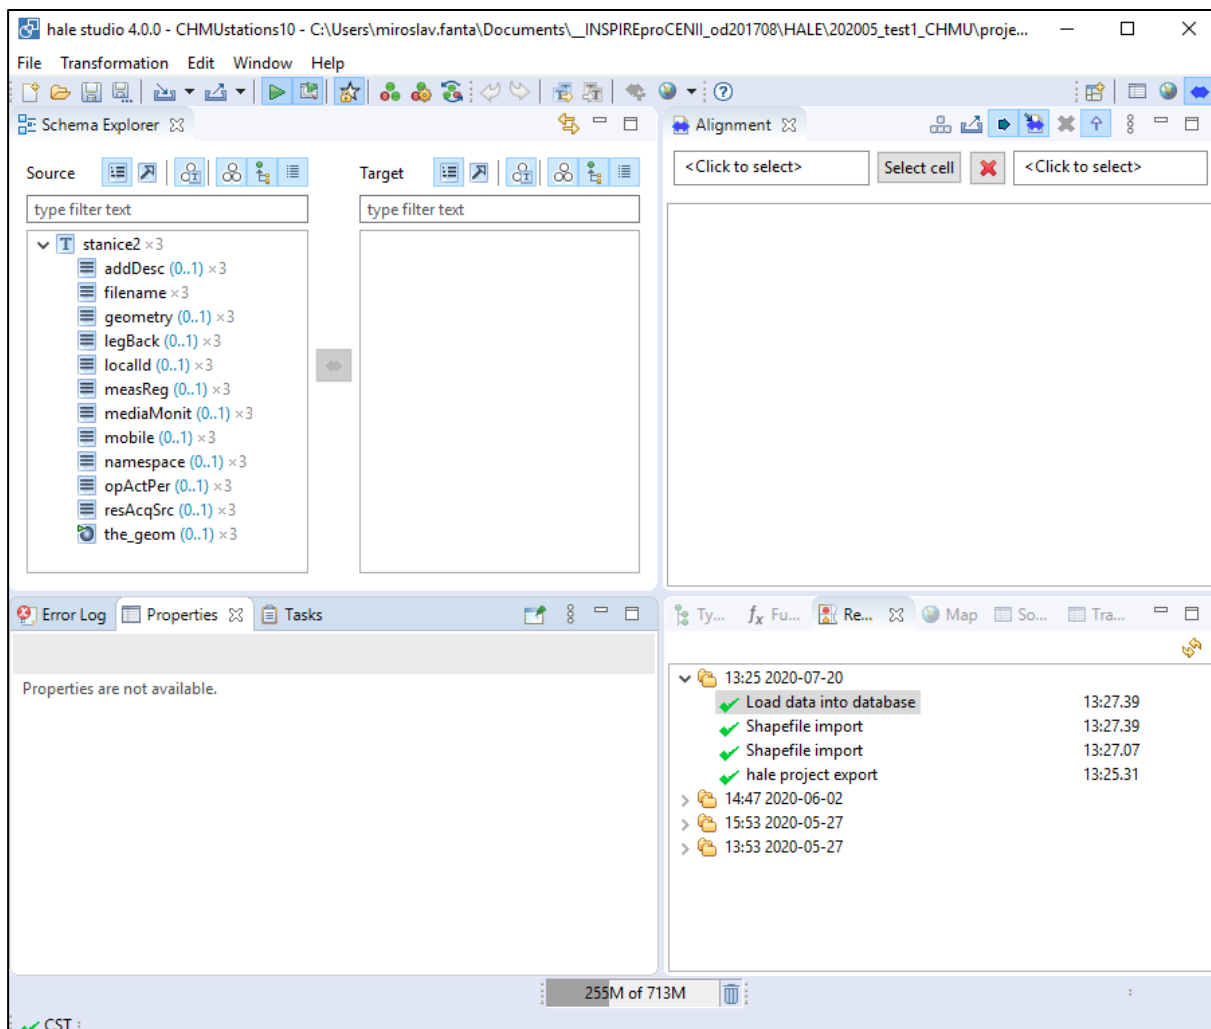 hale studio 4.0.0 - CHMUstations10 - C:\Users\miroslav.fanta\Documents\__INSPIREproCENII_od201708\HALE\202005_test1_CHMU\proje...
File Transformation Edit Window Help
Schema Explorer
Source
type filter text
stanice2 ×3
addDesc (0..1) ×3
filename ×3
geometry (0..1) ×3
legBack (0..1) ×3
localId (0..1) ×3
measReg (0..1) ×3
mediaMonit (0..1) ×3
mobile (0..1) ×3
namespace (0..1) ×3
opActPer (0..1) ×3
resAcqSrc (0..1) ×3
the_geom (0..1) ×3
Target
type filter text
Alignment
<Click to select> Select cell <Click to select>
Error Log Properties Tasks
Properties are not available.
Ty... fx Fu... Re... Map So... Tra...
13:25 2020-07-20
Load data into database 13:27.39
Shapefile import 13:27.39
Shapefile import 13:27.07
hale project export 13:25.31
14:47 2020-06-02
15:53 2020-05-27
13:53 2020-05-27
255M of 713M
CST